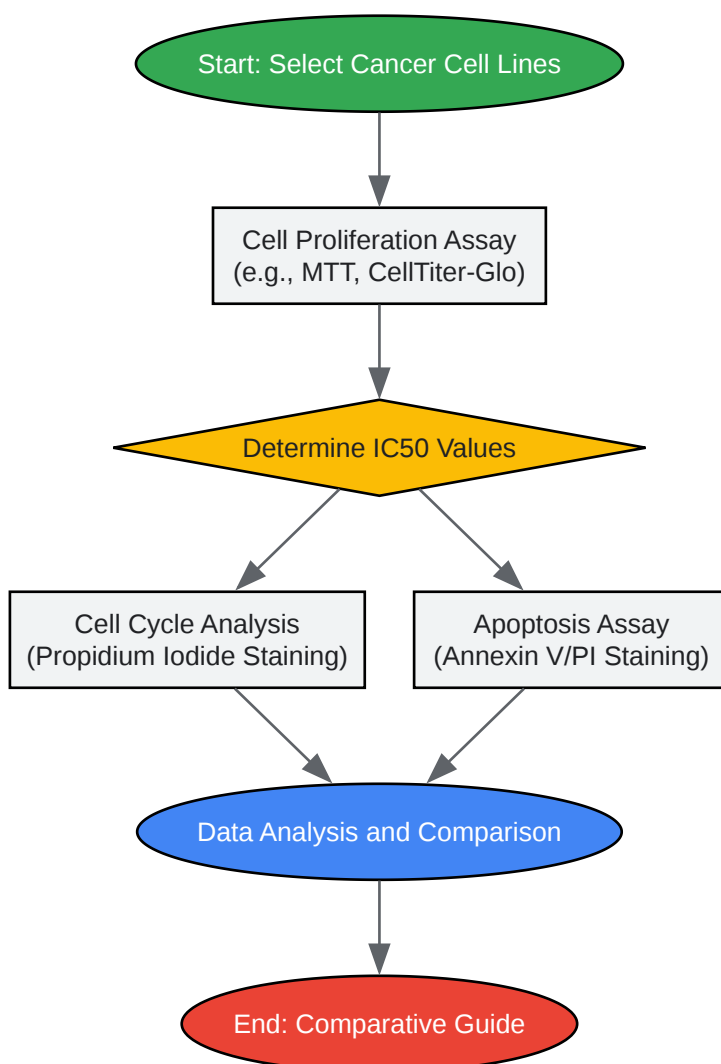 Start: Select Cancer Cell Lines
Cell Proliferation Assay
(e.g., MTT, CellTiter-Glo)
Determine IC50 Values
Cell Cycle Analysis
(Propidium Iodide Staining)
Apoptosis Assay
(Annexin V/PI Staining)
Data Analysis and Comparison
End: Comparative Guide